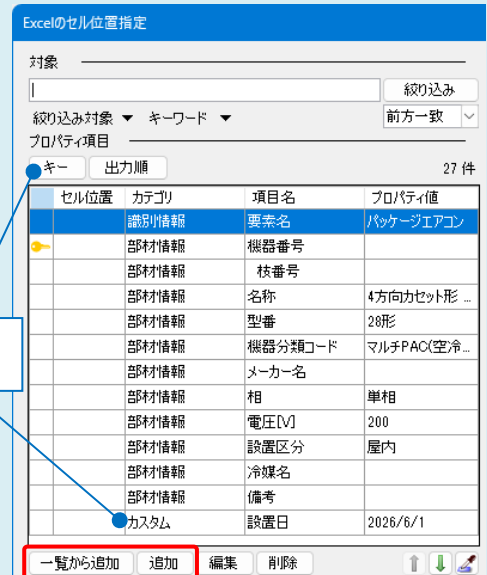 Excelのセル位置指定
対象
絞り込み
絞り込み対象 ▼ キーワード ▼ 前方一致
プロパティ項目
キー 出力順 27 件
セル位置 カテゴリ 項目名 プロパティ値
識別情報 要素名 パッケージエアコン
部材情報 機器番号
部材情報 枝番号
部材情報 名称 4方向カセット形 ...
部材情報 型番 28形
部材情報 機器分類コード マルチPAC(空冷...
部材情報 メーカー名
部材情報 相 単相
部材情報 電圧[V] 200
部材情報 設置区分 屋内
部材情報 冷媒名
部材情報 備考
カスタム 設置日 2026/6/1
一覧から追加 追加 編集 削除